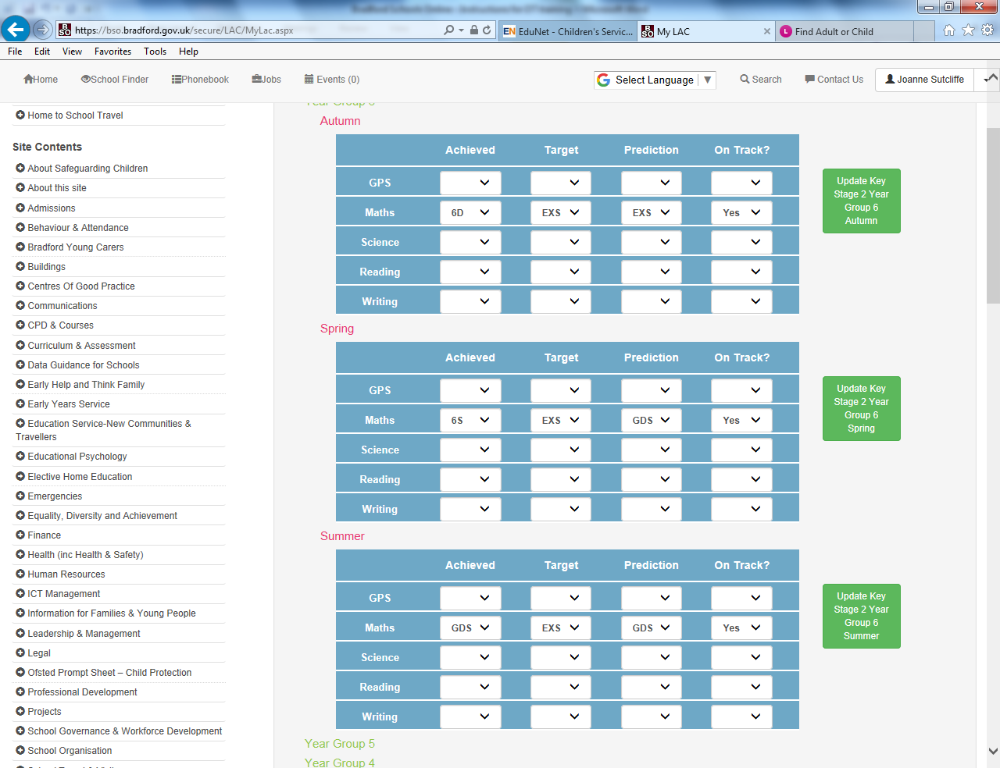 https://bso.bradford.gov.uk/secure/LAC/MyLac.aspx
EduNet - Children's Servic...
My LAC
Find Adult or Child
File Edit View Favorites Tools Help
Home School Finder Phonebook Jobs Events (0)
Select Language
Search Contact Us Joanne Sutcliffe
Home to School Travel
Site Contents
About Safeguarding Children
About this site
Admissions
Behaviour & Attendance
Bradford Young Carers
Buildings
Centres Of Good Practice
Communications
CPD & Courses
Curriculum & Assessment
Data Guidance for Schools
Early Help and Think Family
Early Years Service
Education Service-New Communities &
Travellers
Educational Psychology
Elective Home Education
Emergencies
Equality, Diversity and Achievement
Finance
Health (inc Health & Safety)
Human Resources
ICT Management
Information for Families & Young People
Leadership & Management
Legal
Ofsted Prompt Sheet – Child Protection
Professional Development
Projects
School Governance & Workforce Development
School Organisation
Autumn
Achieved Target Prediction On Track?
GPS
Maths 6D EXS EXS Yes
Science
Reading
Writing
Update Key
Stage 2 Year
Group 6
Autumn
Spring
Achieved Target Prediction On Track?
GPS
Maths 6S EXS GDS Yes
Science
Reading
Writing
Update Key
Stage 2 Year
Group 6
Spring
Summer
Achieved Target Prediction On Track?
GPS
Maths GDS EXS GDS Yes
Science
Reading
Writing
Update Key
Stage 2 Year
Group 6
Summer
Year Group 5
Year Group 4